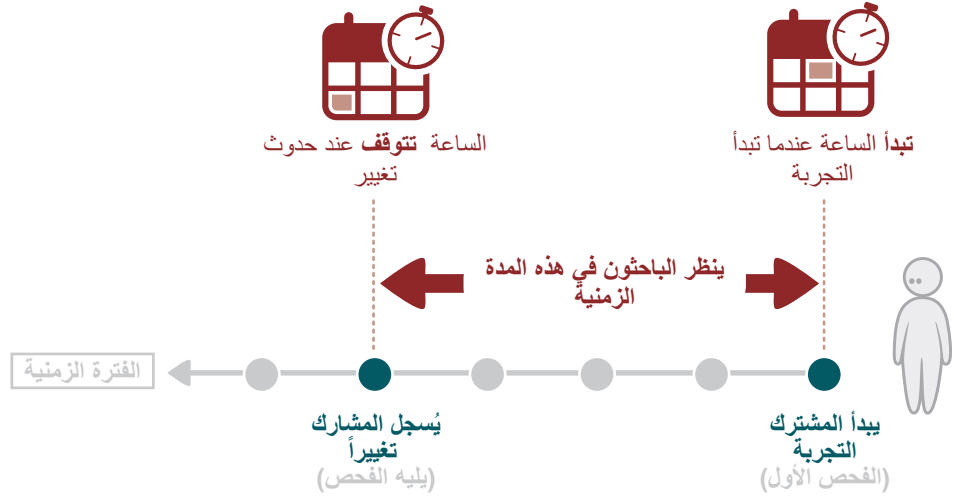 تبدأ الساعة عندما تبدأ
التجربة
الساعة تتوقف عند حدوث
تغيير
ينظر الباحثون في هذه المدة
الزمنية
الفترة الزمنية
يبدأ المشترك
التجربة
(الفحص الأول)
يُسجل المشارك
تغييراً
(يليه الفحص)